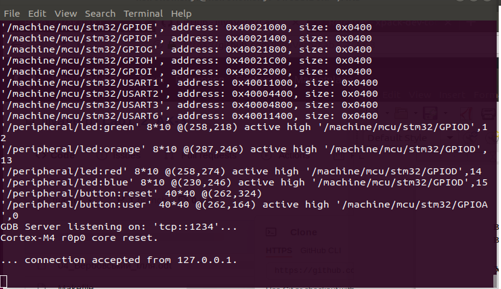 File Edit View Search Terminal Help
'/machine/mcu/stm32/GPIOE', address: 0x40021000, size: 0x0400
'/machine/mcu/stm32/GPIOF', address: 0x40021400, size: 0x0400
'/machine/mcu/stm32/GPIOG', address: 0x40021800, size: 0x0400
'/machine/mcu/stm32/GPIOH', address: 0x40021C00, size: 0x0400
'/machine/mcu/stm32/GPIOI', address: 0x40022000, size: 0x0400
'/machine/mcu/stm32/USART1', address: 0x40011000, size: 0x0400
'/machine/mcu/stm32/USART2', address: 0x40004400, size: 0x0400
'/machine/mcu/stm32/USART3', address: 0x40004800, size: 0x0400
'/machine/mcu/stm32/USART6', address: 0x40011400, size: 0x0400
'/peripheral/led:green' 8*10 @(258,218) active high '/machine/mcu/stm32/GPIOD',1
2
'/peripheral/led:orange' 8*10 @(287,246) active high '/machine/mcu/stm32/GPIOD',
13
'/peripheral/led:red' 8*10 @(258,274) active high '/machine/mcu/stm32/GPIOD',14
'/peripheral/led:blue' 8*10 @(230,246) active high '/machine/mcu/stm32/GPIOD',15
'/peripheral/button:reset' 40*40 @(262,324)
'/peripheral/button:user' 40*40 @(262,164) active high '/machine/mcu/stm32/GPIOA
',0
GDB Server listening on: 'tcp::1234'...
Cortex-M4 r0p0 core reset.
... connection accepted from 127.0.0.1.